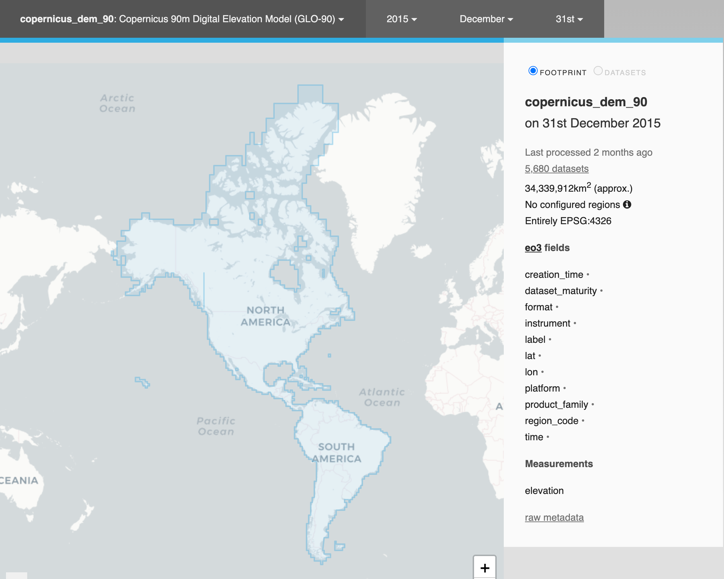 copernicus_dem_90: Copernicus 90m Digital Elevation Model (GLO-90) 2015 December 31st
FOOTPRINT DATASETS
copernicus_dem_90
on 31st December 2015
Last processed 2 months ago
5,680 datasets
34,339,912km2 (approx.)
No configured regions
Entirely EPSG:4326
eo3 fields
creation_time
dataset_maturity
format
instrument
label
lat
lon
platform
product_family
region_code
time
Measurements
elevation
raw metadata
Arctic
Ocean
NORTH
AMERICA
Atlantic
Ocean
Pacific
Ocean
SOUTH
AMERICA
CEANIA
A
+